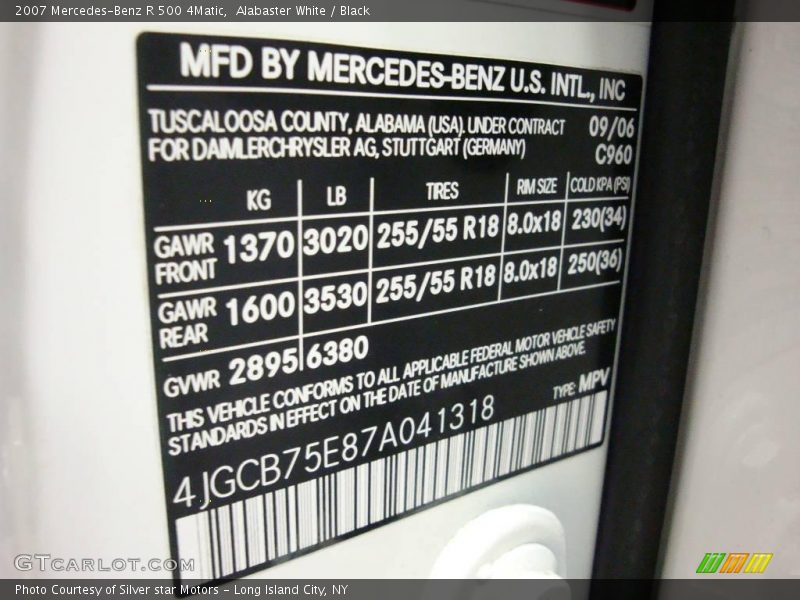 2007 Mercedes-Benz R 500 4Matic, Alabaster White / Black
MFD BY MERCEDES-BENZ U.S. INTL., INC
TUSCALOOSA COUNTY, ALABAMA (USA). UNDER CONTRACT 09/06
FOR DAIMLERCHRYSLER AG, STUTTGART (GERMANY) C960
KG LB TIRES RIM SIZE COLD KPA (PSI)
GAWR FRONT 1370 3020 255/55 R18 8.0x18 230(34)
GAWR REAR 1600 3530 255/55 R18 8.0x18 250(36)
GVWR 2895 6380
THIS VEHICLE CONFORMS TO ALL APPLICABLE FEDERAL MOTOR VEHICLE SAFETY
STANDARDS IN EFFECT ON THE DATE OF MANUFACTURE SHOWN ABOVE.
TYPE: MPV
4JGCB75E87A041318
GTcarlot.com
Photo Courtesy of Silver star Motors - Long Island City, NY